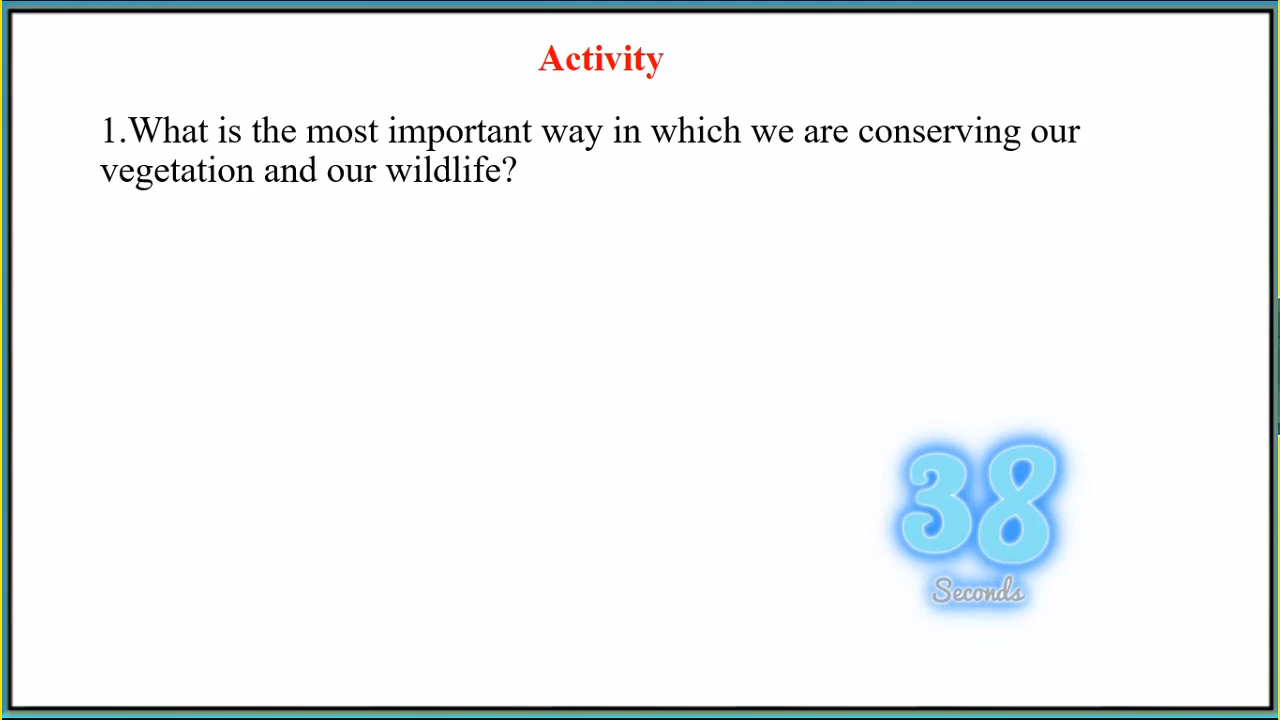 Activity
1.What is the most important way in which we are conserving our
vegetation and our wildlife?
38
Seconds